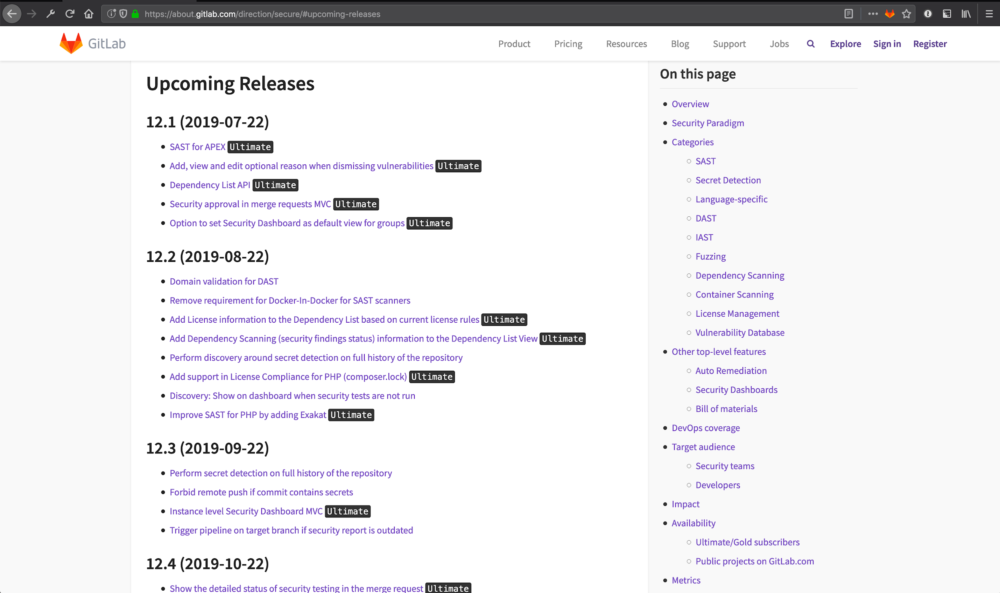 https://about.gitlab.com/direction/secure/#upcoming-releases
GitLab
Product
Pricing
Resources
Blog
Support
Jobs
Explore
Sign in
Register
Upcoming Releases
12.1 (2019-07-22)
SAST for APEX Ultimate
Add, view and edit optional reason when dismissing vulnerabilities Ultimate
Dependency List API Ultimate
Security approval in merge requests MVC Ultimate
Option to set Security Dashboard as default view for groups Ultimate
12.2 (2019-08-22)
Domain validation for DAST
Remove requirement for Docker-In-Docker for SAST scanners
Add License information to the Dependency List based on current license rules Ultimate
Add Dependency Scanning (security findings status) information to the Dependency List View Ultimate
Perform discovery around secret detection on full history of the repository
Add support in License Compliance for PHP (composer.lock) Ultimate
Discovery: Show on dashboard when security tests are not run
Improve SAST for PHP by adding Exakat Ultimate
12.3 (2019-09-22)
Perform secret detection on full history of the repository
Forbid remote push if commit contains secrets
Instance level Security Dashboard MVC Ultimate
Trigger pipeline on target branch if security report is outdated
12.4 (2019-10-22)
Show the detailed status of security testing in the merge request Ultimate
On this page
Overview
Security Paradigm
Categories
SAST
Secret Detection
Language-specific
DAST
IAST
Fuzzing
Dependency Scanning
Container Scanning
License Management
Vulnerability Database
Other top-level features
Auto Remediation
Security Dashboards
Bill of materials
DevOps coverage
Target audience
Security teams
Developers
Impact
Availability
Ultimate/Gold subscribers
Public projects on GitLab.com
Metrics